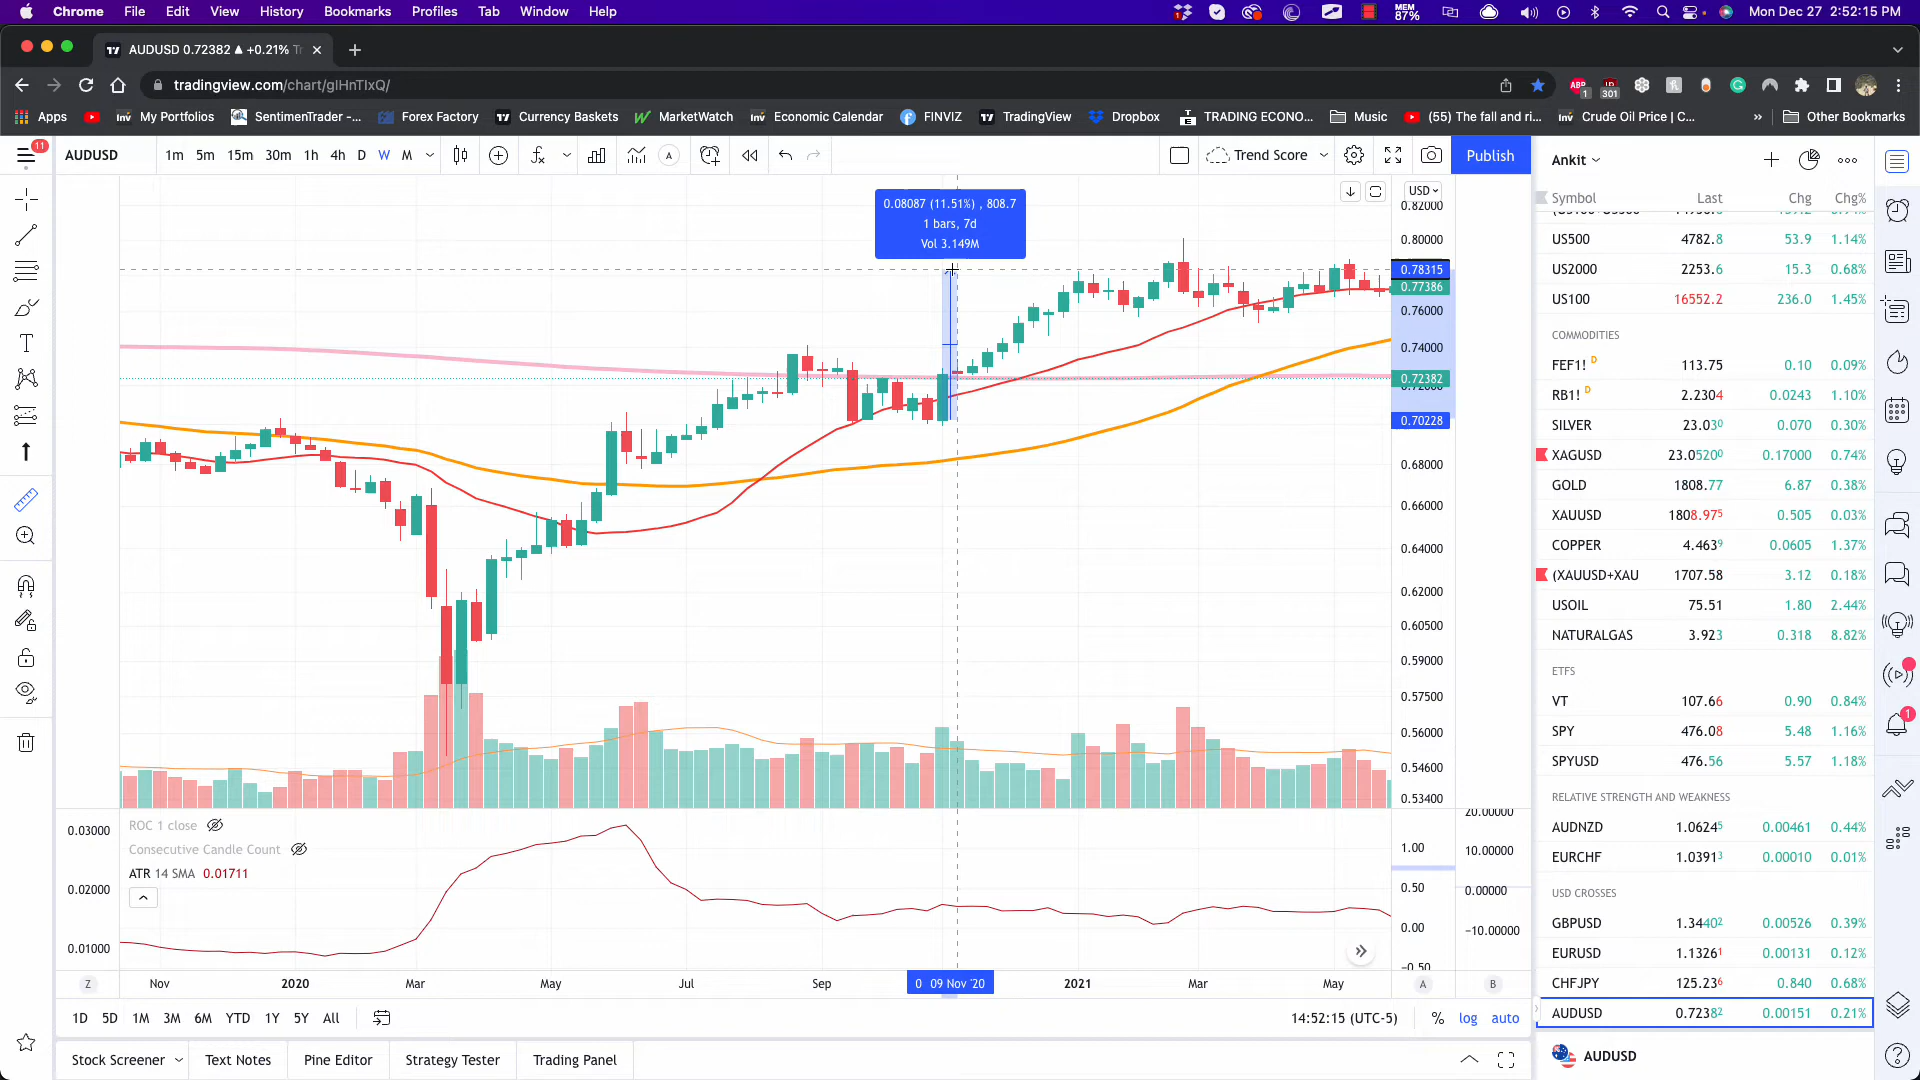 Chrome File Edit View History Bookmarks Profiles Tab Window Help MEM 87% Mon Dec 27 2:52:15 PM
AUDUSD 0.72382 ▲ +0.21% Tr
tradingview.com/chart/glHnTIxQ/
1 301
Apps My Portfolios SentimenTrader -... Forex Factory Currency Baskets MarketWatch Economic Calendar FINVIZ TradingView Dropbox TRADING ECONO... Music (55) The fall and ri... Crude Oil Price | C... » Other Bookmarks
11
AUDUSD 1m 5m 15m 30m 1h 4h D W M Trend Score Publish
Ankit
USD
Symbol Last Chg Chg%
0.08087 (11.51%) , 808.7
1 bars, 7d
Vol 3.149M
0.82000
0.80000
0.78315
0.77386
0.76000
0.74000
0.72382
0.70228
0.68000
0.66000
0.64000
0.62000
0.60500
0.59000
0.57500
0.56000
0.54600
0.53400
US500 4782.8 53.9 1.14%
US2000 2253.6 15.3 0.68%
US100 16552.2 236.0 1.45%
COMMODITIES
FEF1! D 113.75 0.10 0.09%
RB1! D 2.2304 0.0243 1.10%
SILVER 23.030 0.070 0.30%
XAGUSD 23.05200 0.17000 0.74%
GOLD 1808.77 6.87 0.38%
XAUUSD 1808.975 0.505 0.03%
COPPER 4.4639 0.0605 1.37%
(XAUUSD+XAU 1707.58 3.12 0.18%
USOIL 75.51 1.80 2.44%
NATURALGAS 3.923 0.318 8.82%
ETFS
VT 107.66 0.90 0.84%
SPY 476.08 5.48 1.16%
SPYUSD 476.56 5.57 1.18%
RELATIVE STRENGTH AND WEAKNESS
AUDNZD 1.06245 0.00461 0.44%
EURCHF 1.03913 0.00010 0.01%
USD CROSSES
GBPUSD 1.34402 0.00526 0.39%
EURUSD 1.13261 0.00131 0.12%
CHFJPY 125.236 0.840 0.68%
AUDUSD 0.72382 0.00151 0.21%
AUDUSD
1
ROC 1 close
Consecutive Candle Count
ATR 14 SMA 0.01711
0.03000
0.02000
0.01000
1.00
0.50
0.00
-0.50
20.00000
10.00000
0.00000
-10.00000
Z Nov 2020 Mar May Jul Sep 0 09 Nov '20 2021 Mar May A B
1D 5D 1M 3M 6M YTD 1Y 5Y All 14:52:15 (UTC-5) % log auto
Stock Screener Text Notes Pine Editor Strategy Tester Trading Panel